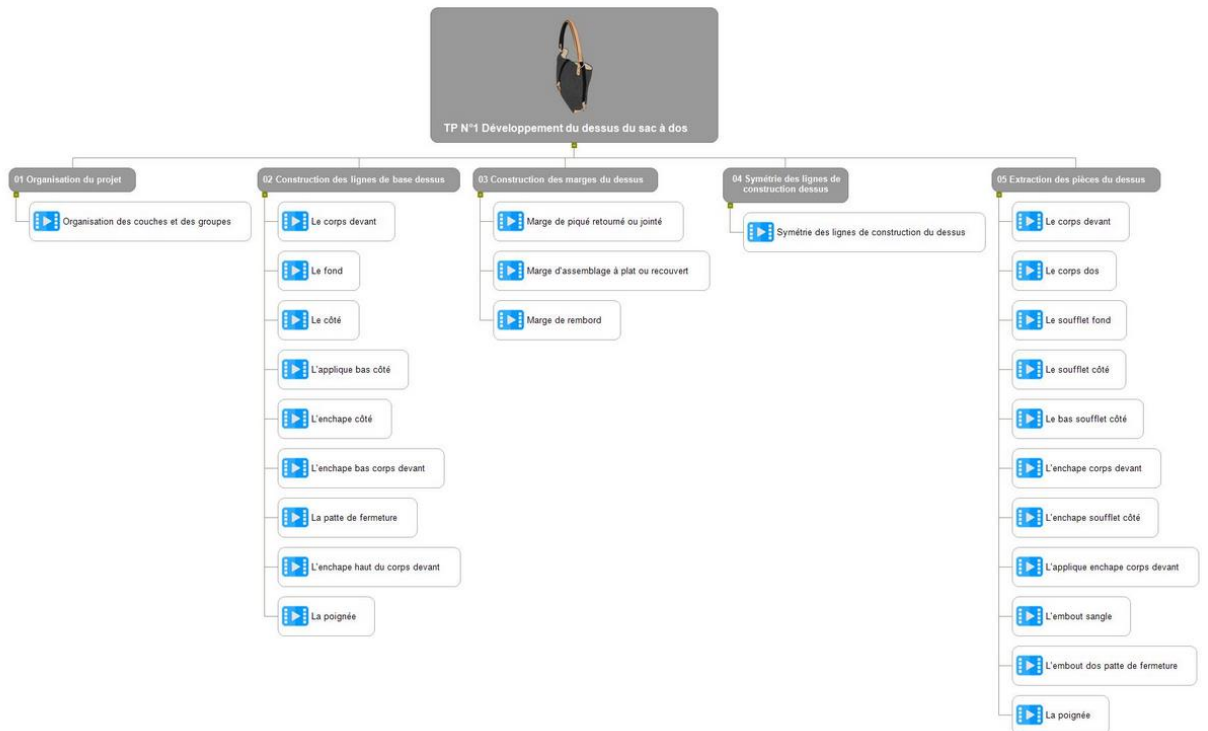 TP N°1 Développement du dessus du sac à dos
01 Organisation du projet
Organisation des couches et des groupes
02 Construction des lignes de base dessus
Le corps devant
Le fond
Le côté
L'applique bas côté
L'enchape côté
L'enchape bas corps devant
La patte de fermeture
L'enchape haut du corps devant
La poignée
03 Construction des marges du dessus
Marge de piqué retourné ou jointé
Marge d'assemblage à plat ou recouvert
Marge de rembord
04 Symétrie des lignes de
construction dessus
Symétrie des lignes de construction du dessus
05 Extraction des pièces du dessus
Le corps devant
Le corps dos
Le soufflet fond
Le soufflet côté
Le bas soufflet côté
L'enchape corps devant
L'enchape soufflet côté
L'applique enchape corps devant
L'embout sangle
L'embout dos patte de fermeture
La poignée